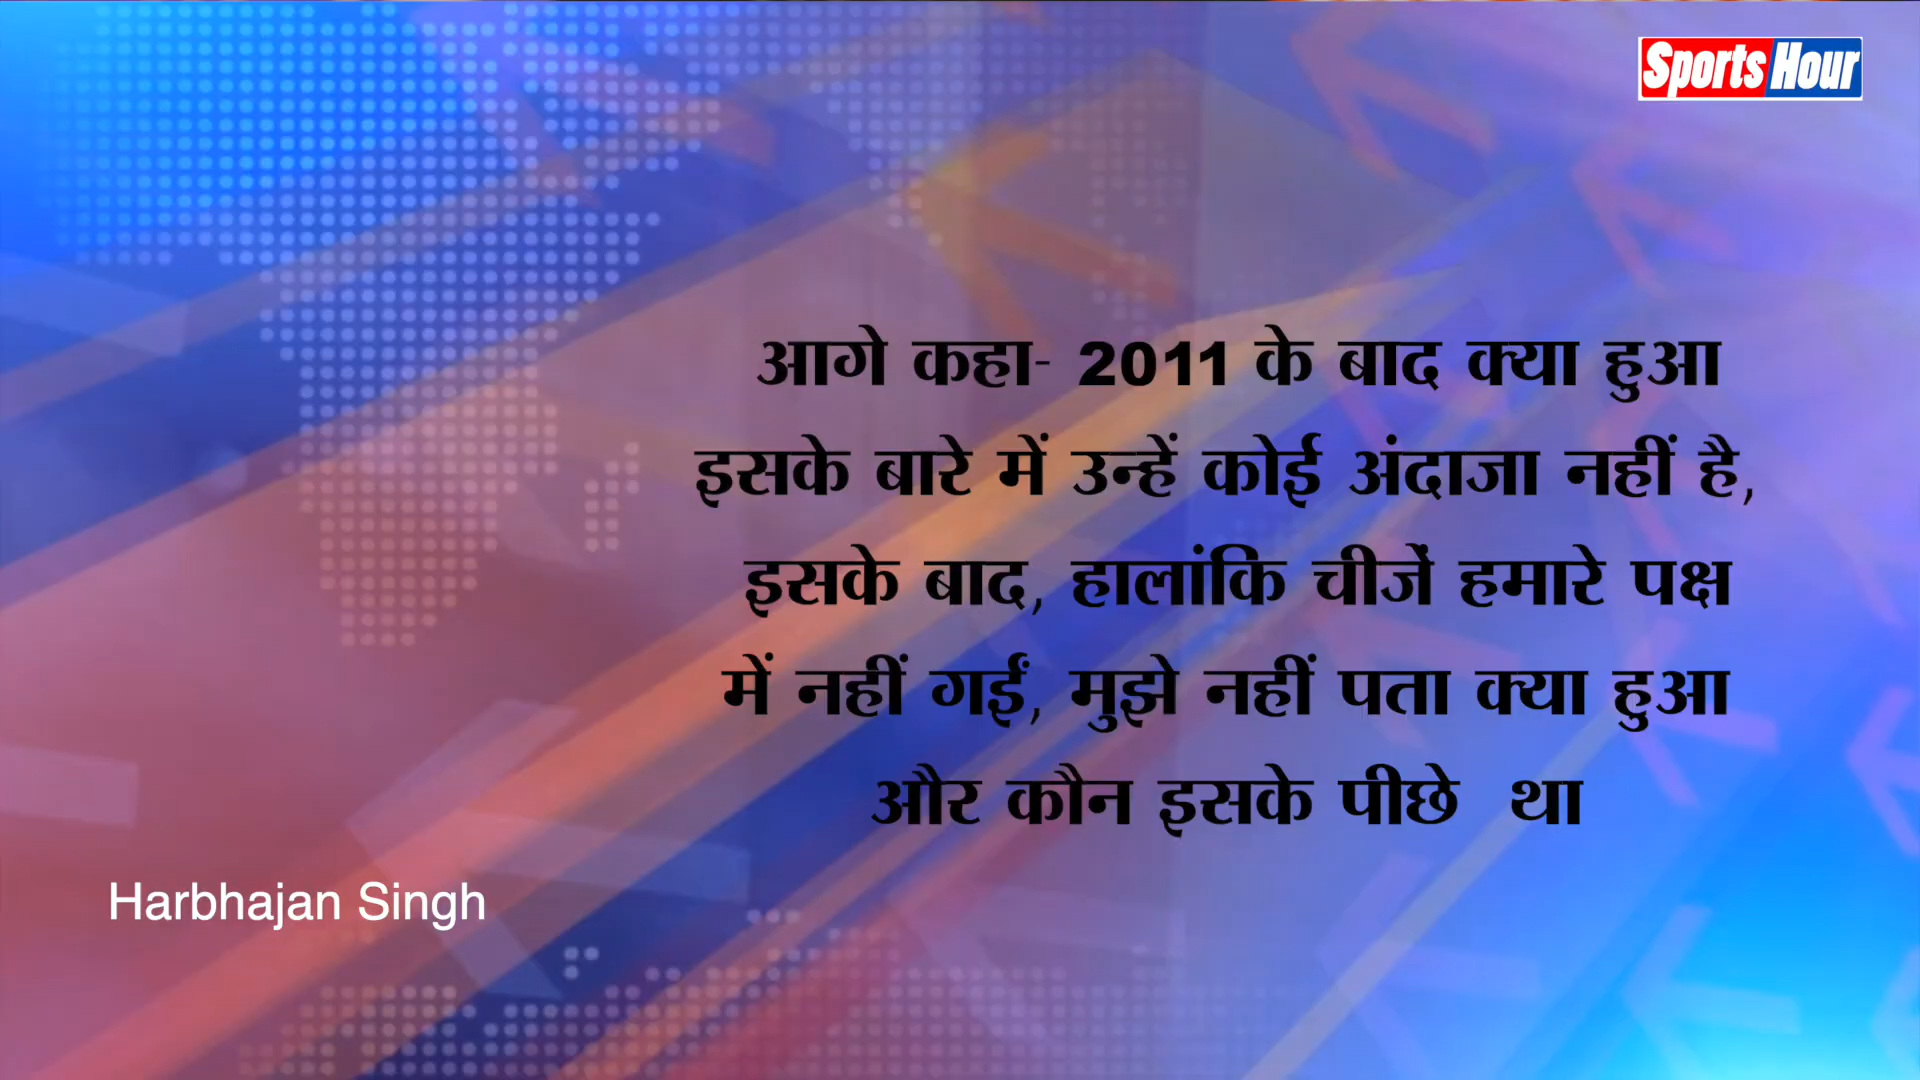 Sports Hour
आगे कहा- 2011 के बाद क्या हुआ
इसके बारे में उन्हें कोई अंदाजा नहीं है,
इसके बाद, हालांकि चीजें हमारे पक्ष
में नहीं गईं, मुझे नहीं पता क्या हुआ
और कौन इसके पीछे था
Harbhajan Singh